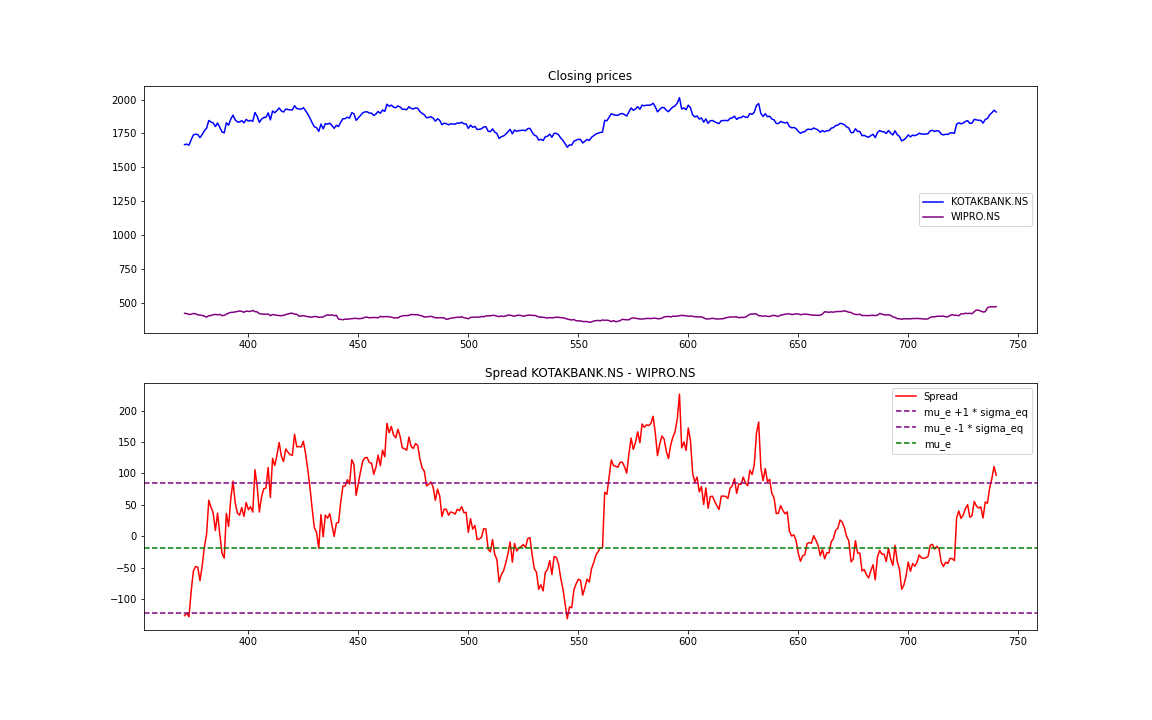 Closing prices
2000
1750
1500
1250
1000
750
500
KOTAKBANK.NS
WIPRO.NS
400 450 500 550 600 650 700 750
Spread KOTAKBANK.NS - WIPRO.NS
200
150
100
50
0
−50
−100
Spread
mu_e +1 * sigma_eq
mu_e -1 * sigma_eq
mu_e
400 450 500 550 600 650 700 750